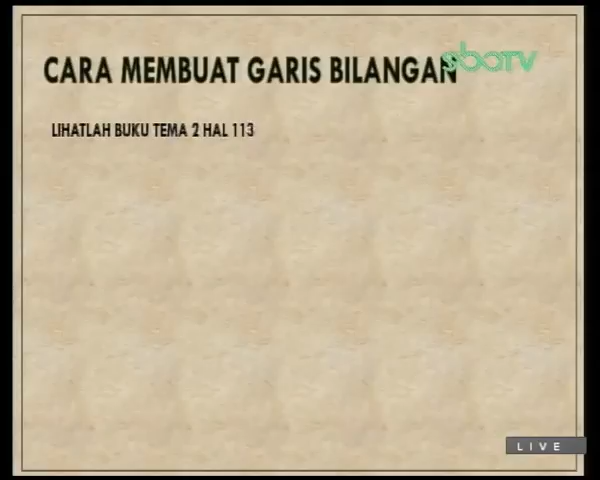 CARA MEMBUAT GARIS BILANGAN
sboTV
LIHATLAH BUKU TEMA 2 HAL 113
LIVE